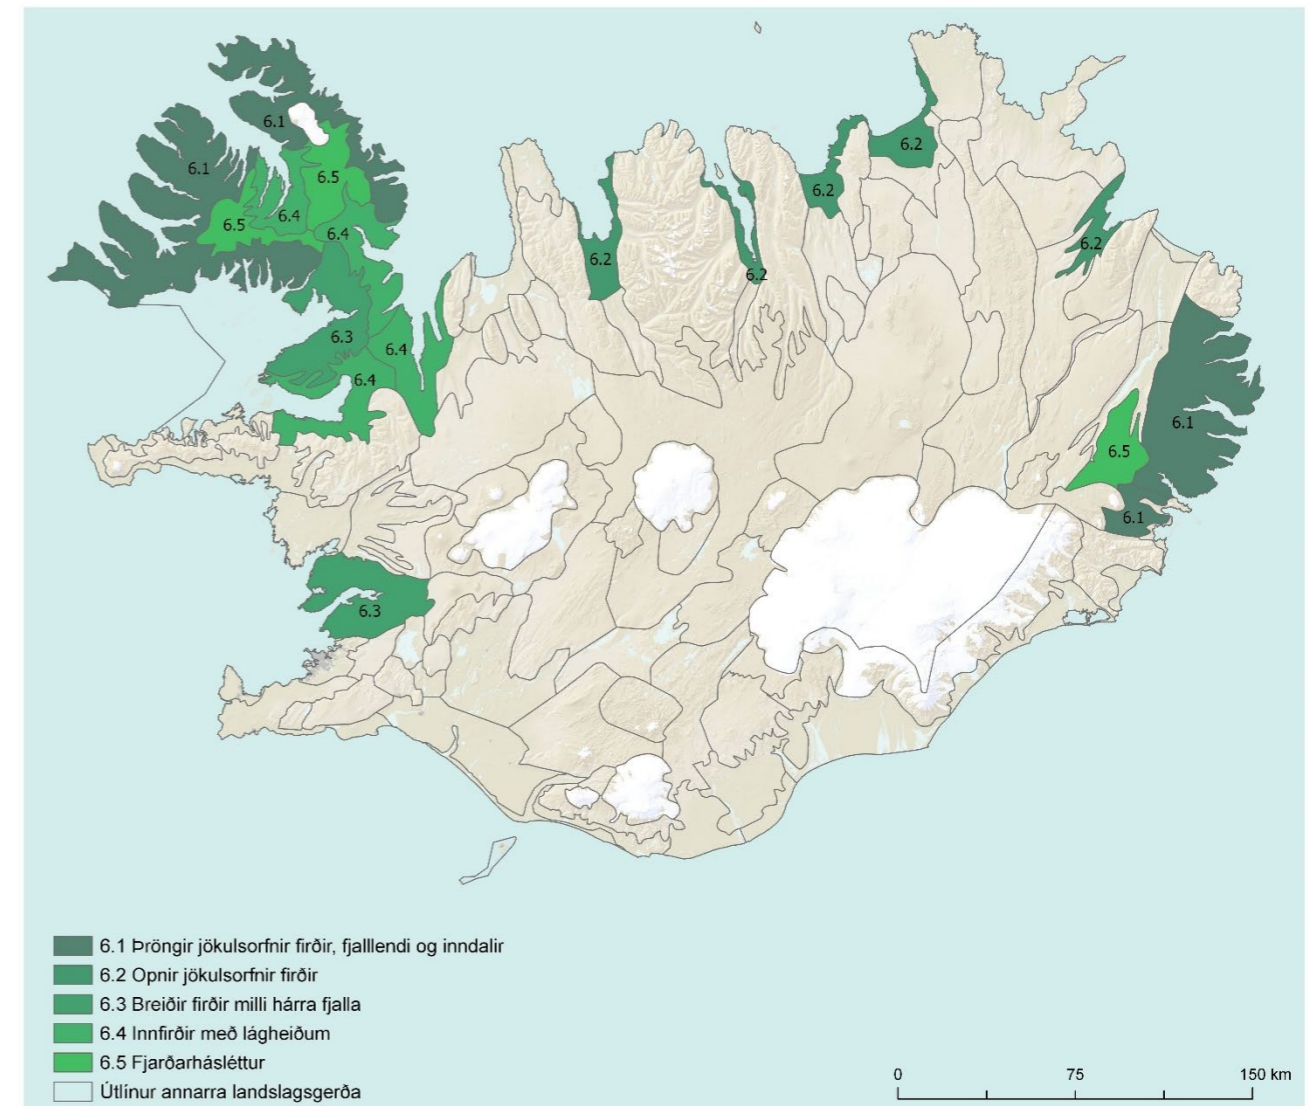 6.1
6.1
6.5
6.5
6.4
6.4
6.3
6.4
6.4
6.2
6.2
6.2
6.2
6.2
6.1
6.5
6.1
6.3
6.1 Þröngir jökulsorfnir firðir, fjalllendi og inndalir
6.2 Opnir jökulsorfnir firðir
6.3 Breiðir firðir milli hárra fjalla
6.4 Innfirðir með lágheiðum
6.5 Fjarðarhásléttur
Útlínur annarra landslagsgerða
0 75 150 km